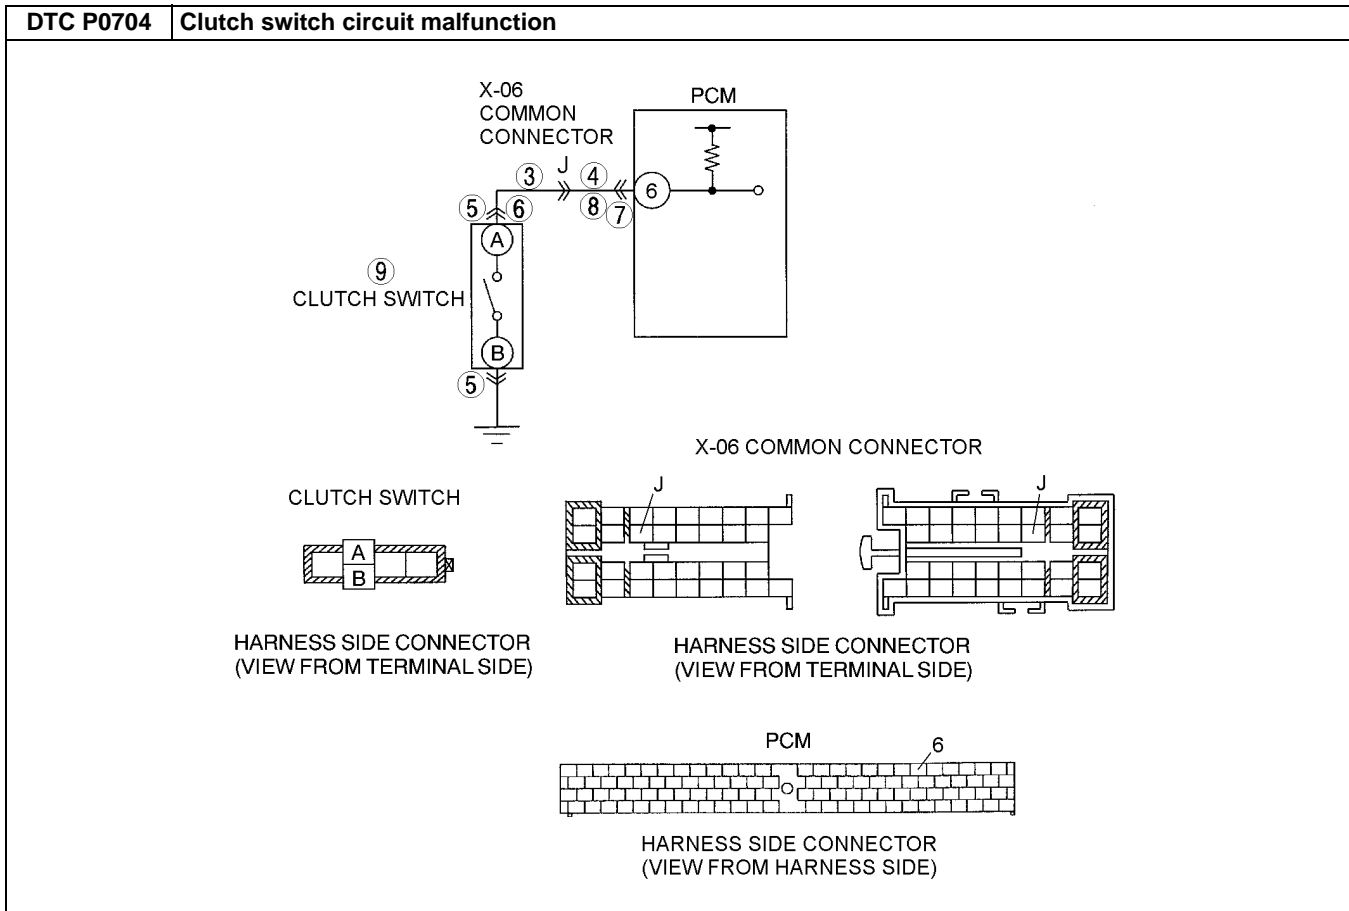 DTC P0704 Clutch switch circuit malfunction
X-06
COMMON
CONNECTOR
PCM
J
3
4
6
8
7
5
6
A
9
CLUTCH SWITCH
B
5
X-06 COMMON CONNECTOR
CLUTCH SWITCH
J
J
A
B
HARNESS SIDE CONNECTOR
(VIEW FROM TERMINAL SIDE)
HARNESS SIDE CONNECTOR
(VIEW FROM TERMINAL SIDE)
PCM
6
HARNESS SIDE CONNECTOR
(VIEW FROM HARNESS SIDE)